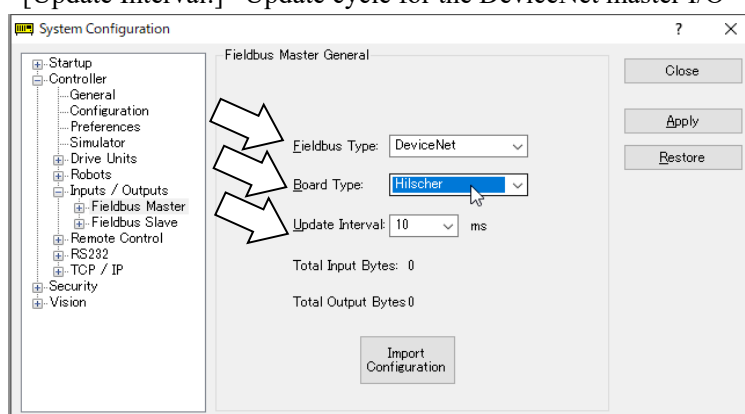 [Update Interval:] Update cycle for the DeviceNet master I/O
System Configuration
? ×
Startup
Controller
General
Configuration
Preferences
Simulator
Drive Units
Robots
Inputs / Outputs
Fieldbus Master
Fieldbus Slave
Remote Control
RS232
TCP / IP
Security
Vision
Fieldbus Master General
Fieldbus Type: DeviceNet
Board Type: Hilscher
Update Interval: 10 ms
Total Input Bytes: 0
Total Output Bytes 0
Import
Configuration
Close
Apply
Restore